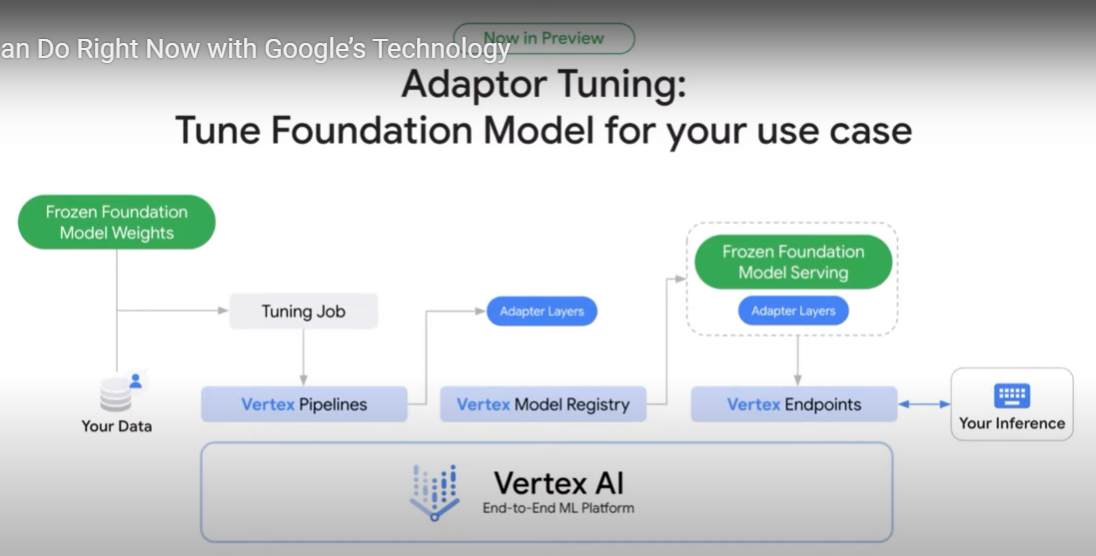 Now in Preview
an Do Right Now with Google's Technology
Adaptor Tuning:
Tune Foundation Model for your use case
Frozen Foundation
Model Weights
Tuning Job
Adapter Layers
Frozen Foundation
Model Serving
Adapter Layers
Your Data
Vertex Pipelines
Vertex Model Registry
Vertex Endpoints
Your Inference
Vertex AI
End-to-End ML Platform